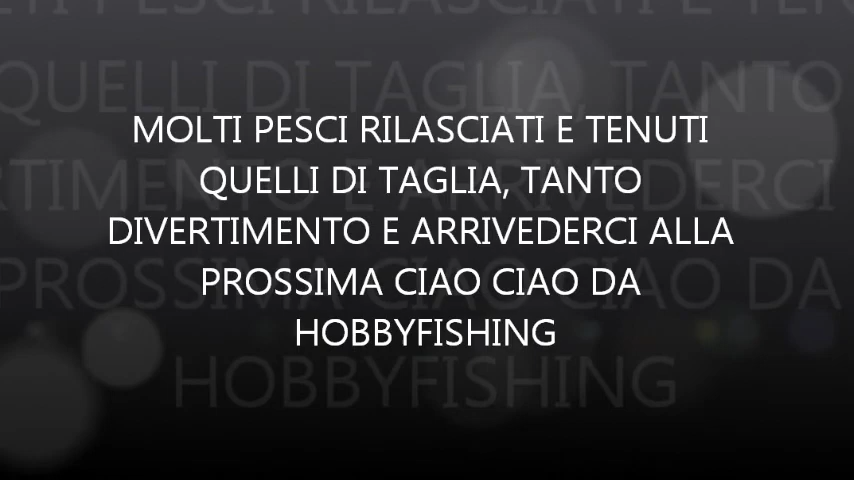 MOLTI PESCI RILASCIATI E TENUTI
QUELLI DI TAGLIA, TANTO
DIVERTIMENTO E ARRIVEDERCI ALLA
PROSSIMA CIAO CIAO DA
HOBBYFISHING